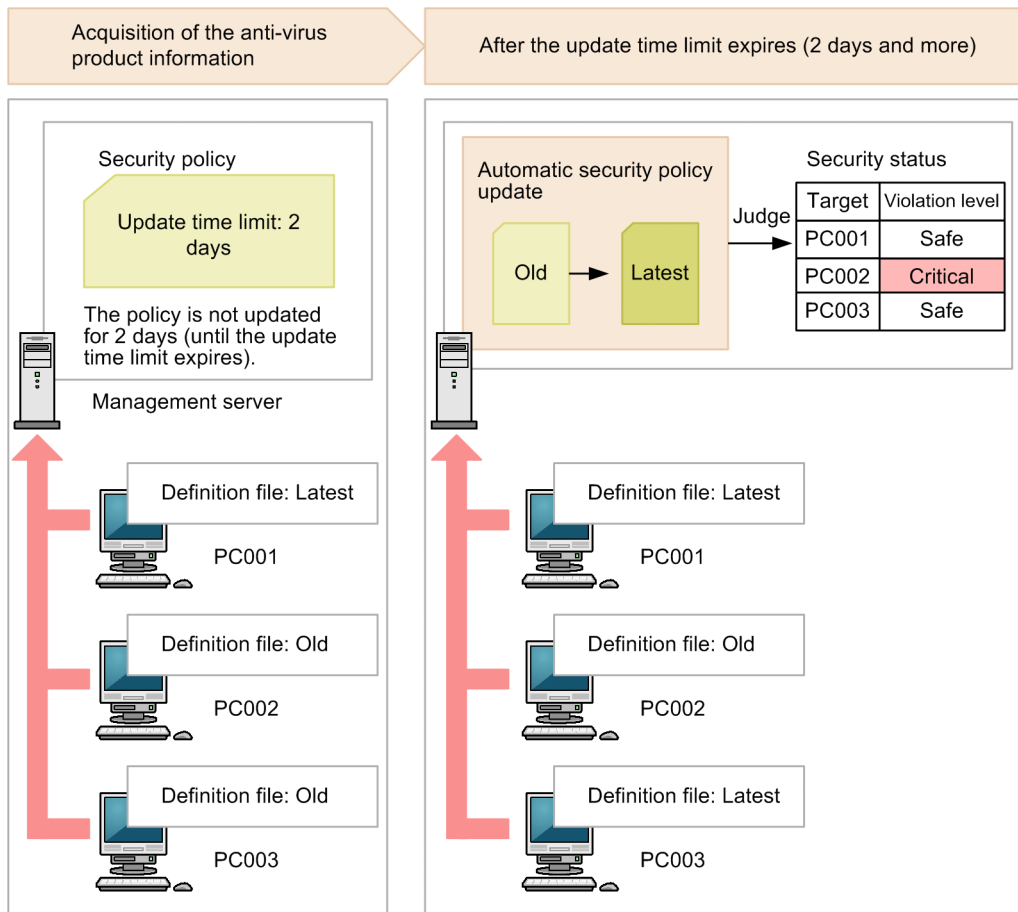 Acquisition of the anti-virus
product information
After the update time limit expires (2 days and more)
Security policy
Update time limit: 2
days
The policy is not updated
for 2 days (until the update
time limit expires).
Management server
Definition file: Latest
PC001
Definition file: Old
PC002
Definition file: Old
PC003
Automatic security policy
update
Old
Latest
Judge
Security status
Target Violation level
PC001 Safe
PC002 Critical
PC003 Safe
Definition file: Latest
PC001
Definition file: Old
PC002
Definition file: Latest
PC003